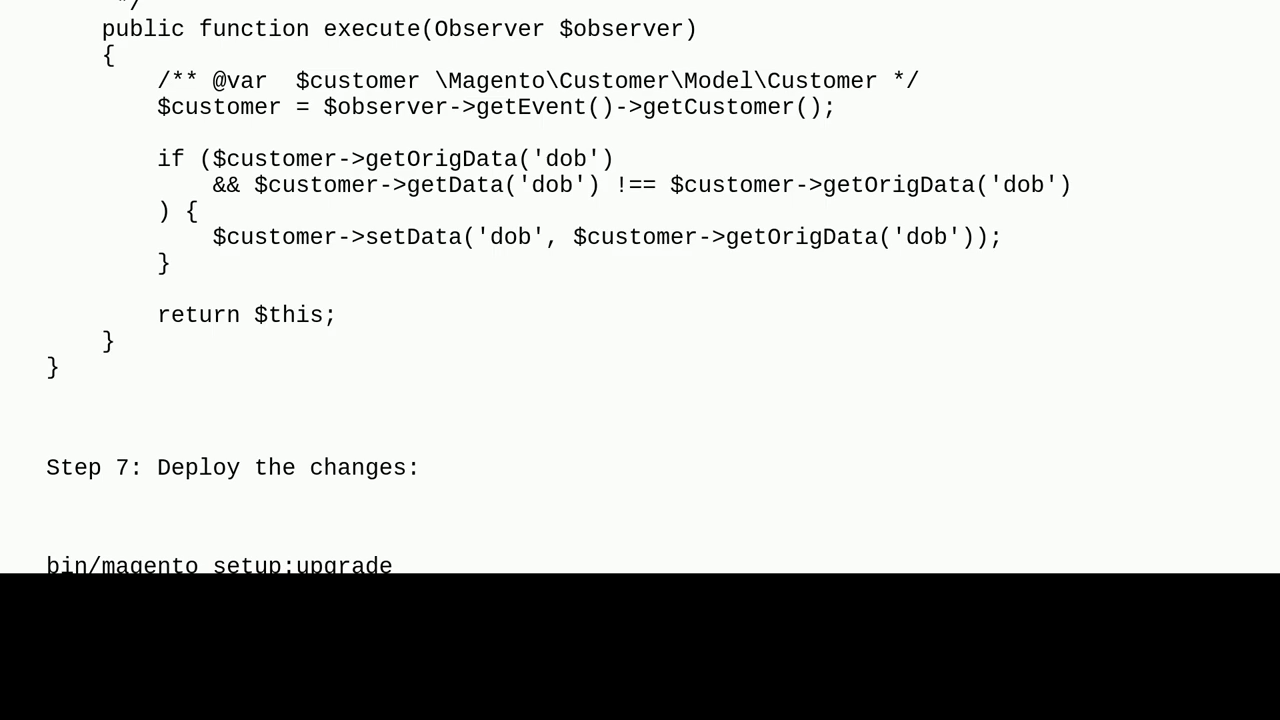 */
public function execute(Observer $observer)
{
/** @var  $customer \Magento\Customer\Model\Customer */
$customer = $observer->getEvent()->getCustomer();
if ($customer->getOrigData('dob')
&& $customer->getData('dob') !== $customer->getOrigData('dob')
) {
$customer->setData('dob', $customer->getOrigData('dob'));
}
return $this;
}
}
Step 7: Deploy the changes:
bin/magento setup:upgrade